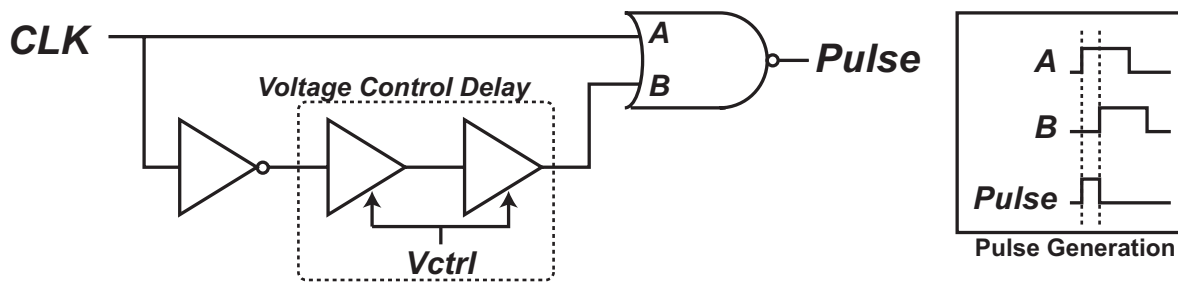 CLK
A
B
Pulse
Voltage Control Delay
Vctrl
A
B
Pulse
Pulse Generation